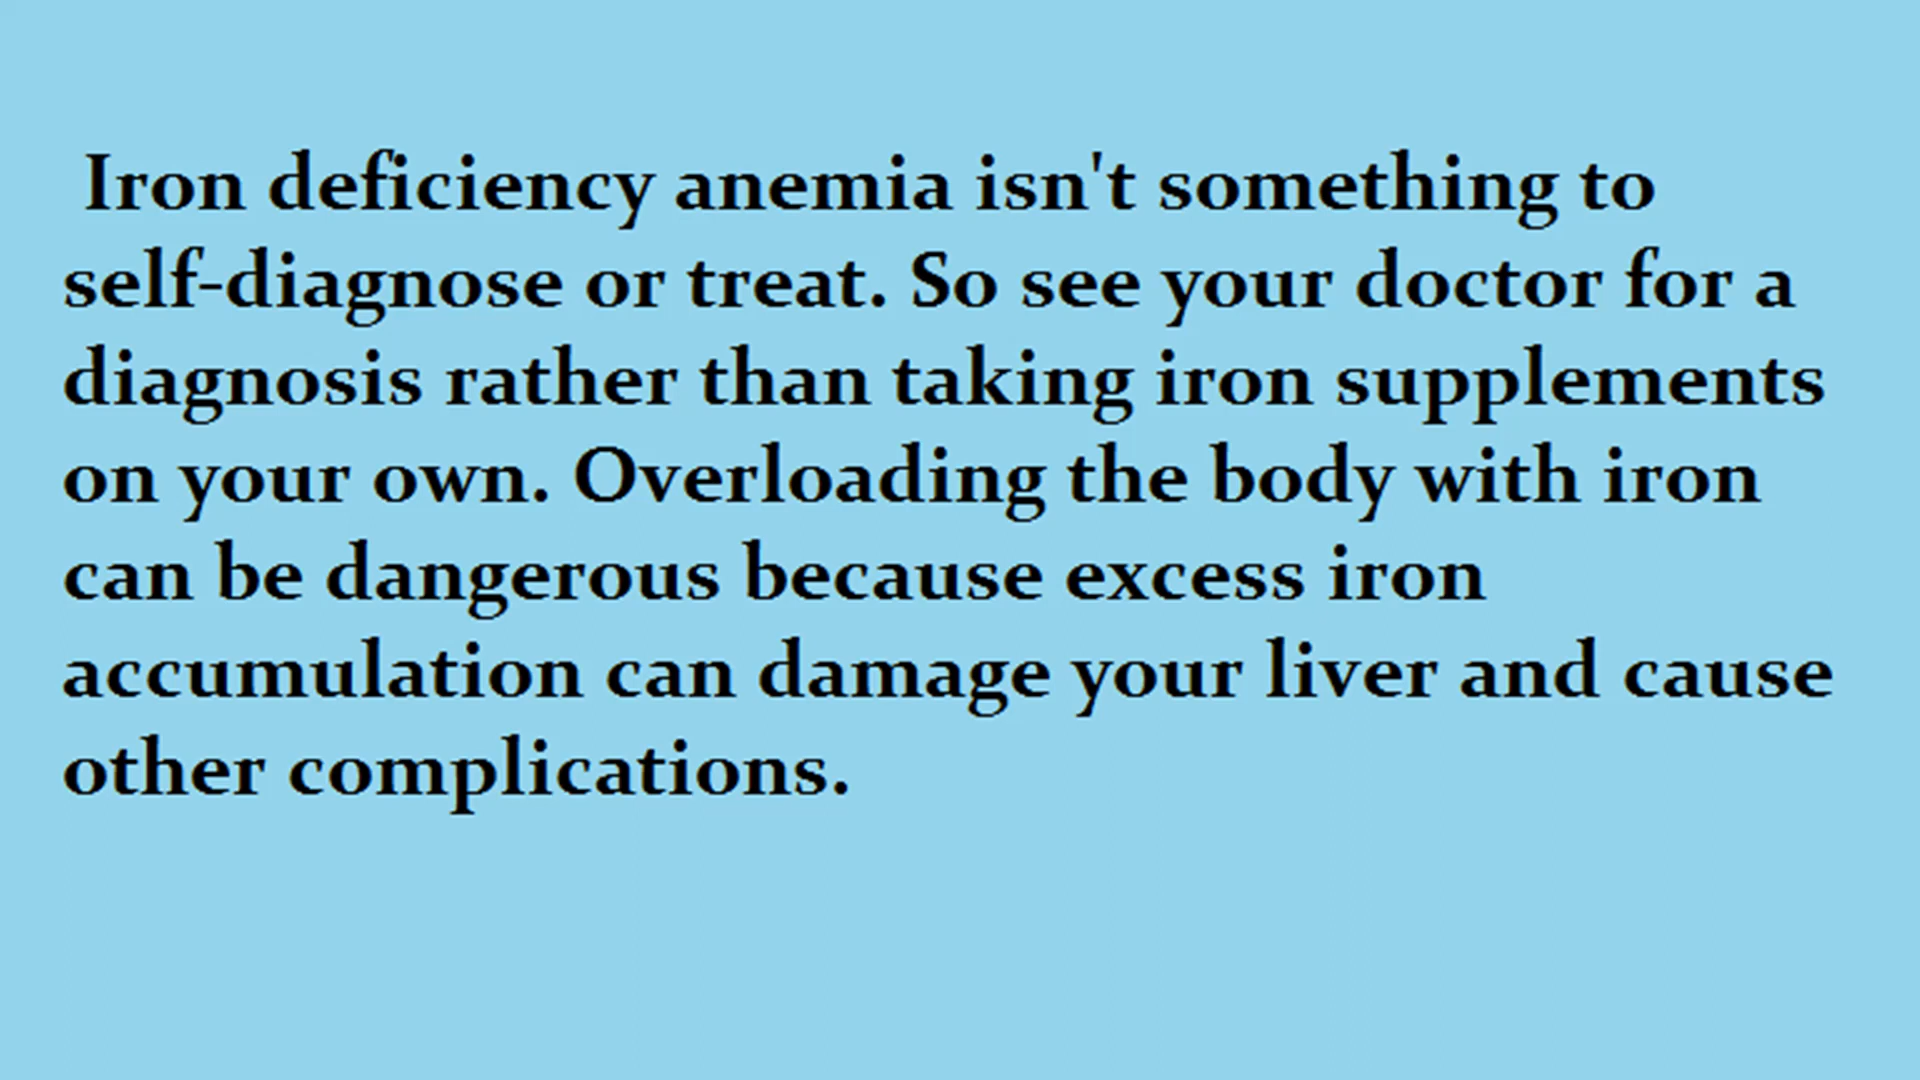 Iron deficiency anemia isn't something to
self-diagnose or treat. So see your doctor for a
diagnosis rather than taking iron supplements
on your own. Overloading the body with iron
can be dangerous because excess iron
accumulation can damage your liver and cause
other complications.